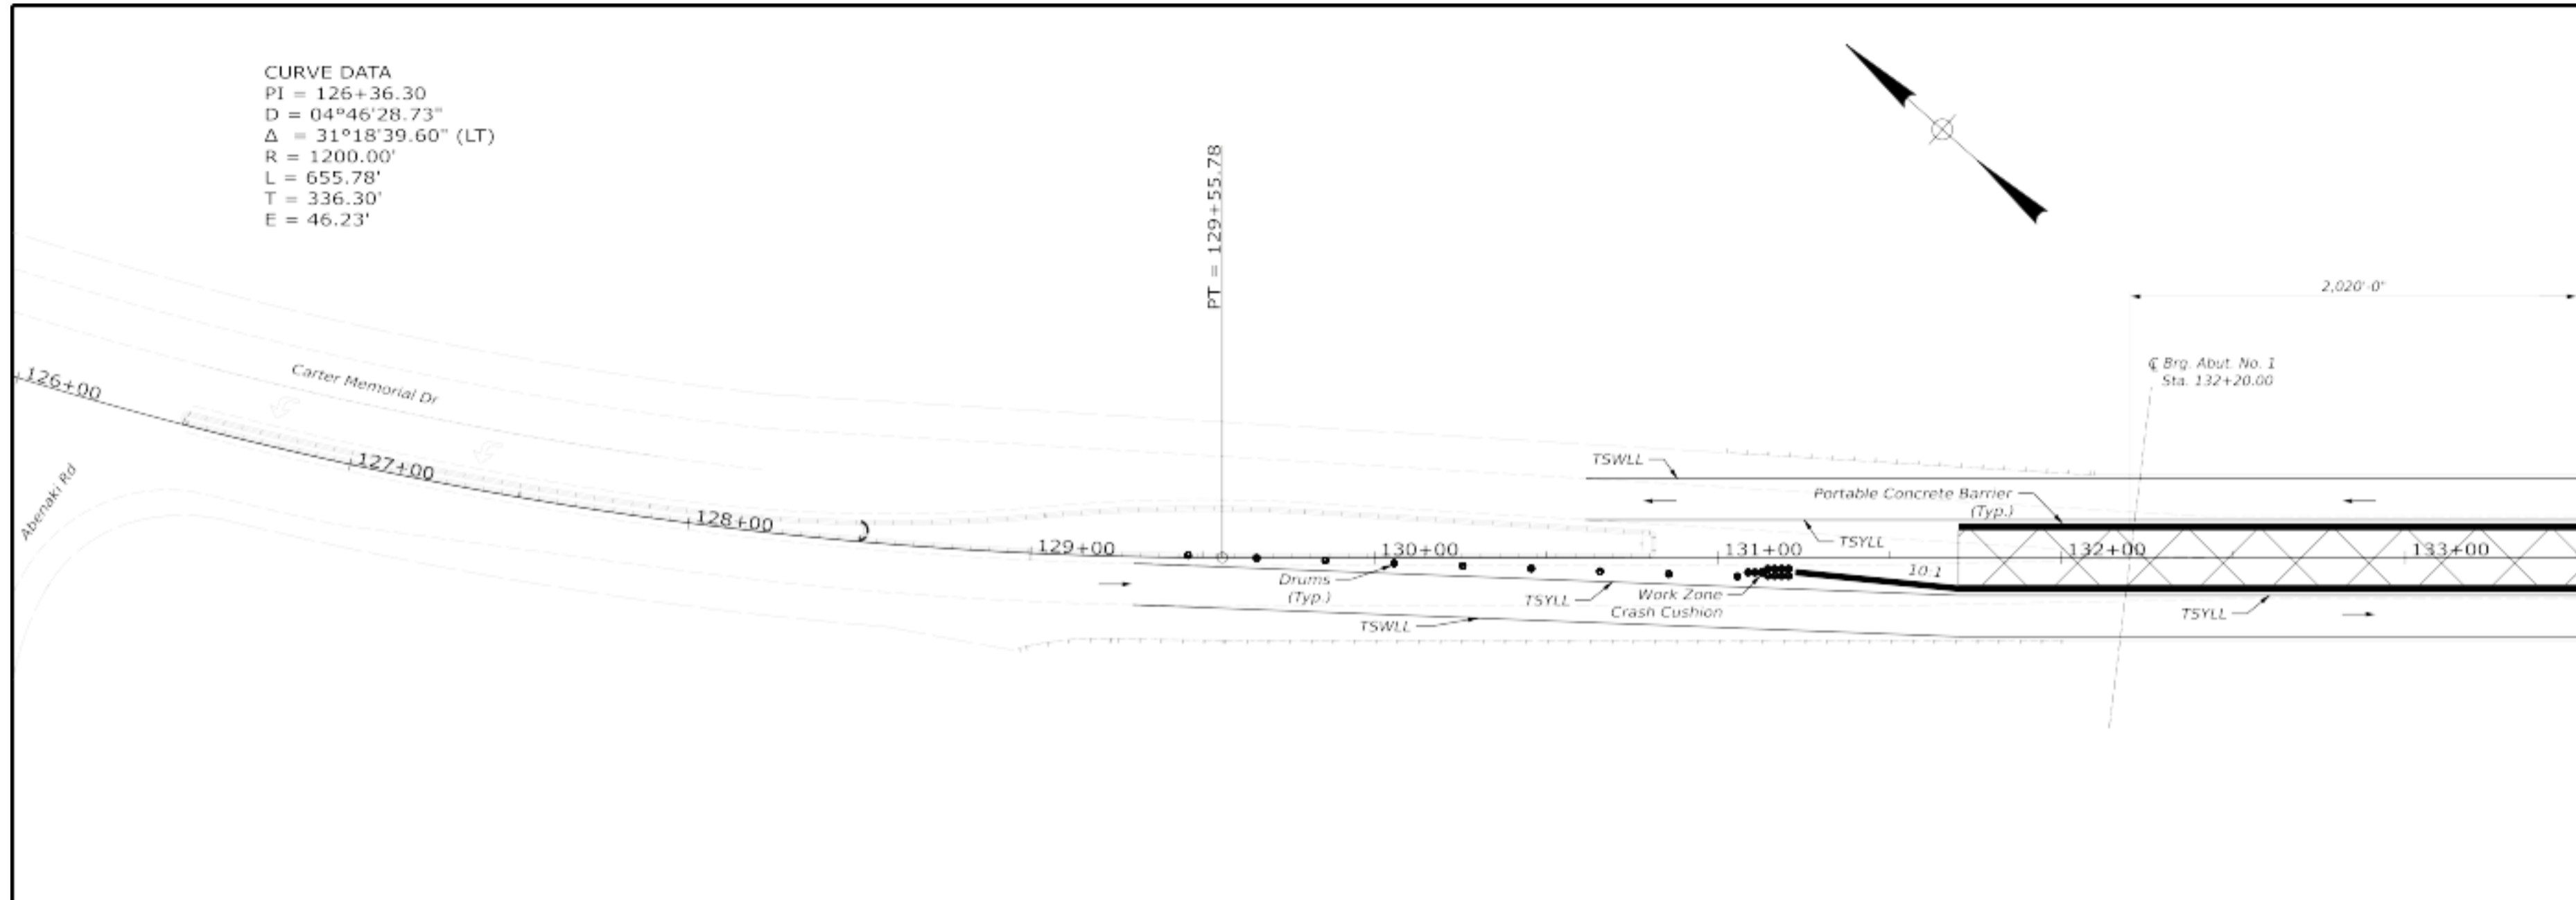 CURVE DATA
PI = 126+36.30
D = 04°46'28.73"
Δ = 31°18'39.60" (LT)
R = 1200.00'
L = 655.78'
T = 336.30'
E = 46.23'
PT = 129+55.78
2,020'-0"
℄ Brg. Abut. No. 1
Sta. 132+20.00
126+00
Carter Memorial Dr
Abenaki Rd
127+00
128+00
129+00
130+00
131+00
132+00
133+00
TSWLL
Portable Concrete Barrier
(Typ.)
TSYLL
10:1
Drums
(Typ.)
TSYLL
Work Zone
Crash Cushion
TSWLL
TSYLL